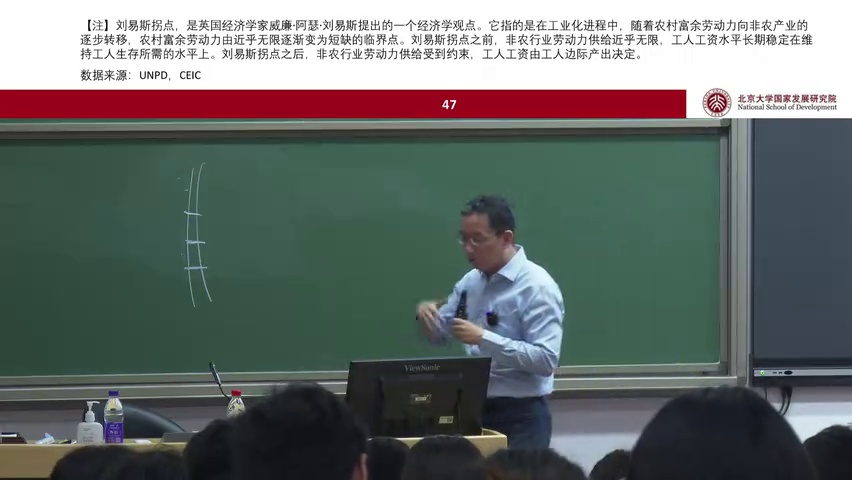 【注】刘易斯拐点，是英国经济学家威廉·阿瑟·刘易斯提出的一个经济学观点。它指的是在工业化进程中，随着农村富余劳动力向非农产业的
逐步转移，农村富余劳动力由近乎无限逐渐变为短缺的临界点。刘易斯拐点之前，非农行业劳动力供给近乎无限，工人工资水平长期稳定在维
持工人生存所需的水平上。刘易斯拐点之后，非农行业劳动力供给受到约束，工人工资由工人边际产出决定。
数据来源：UNPD，CEIC
47
北京大学国家发展研究院
National School of Development
ViewSonic